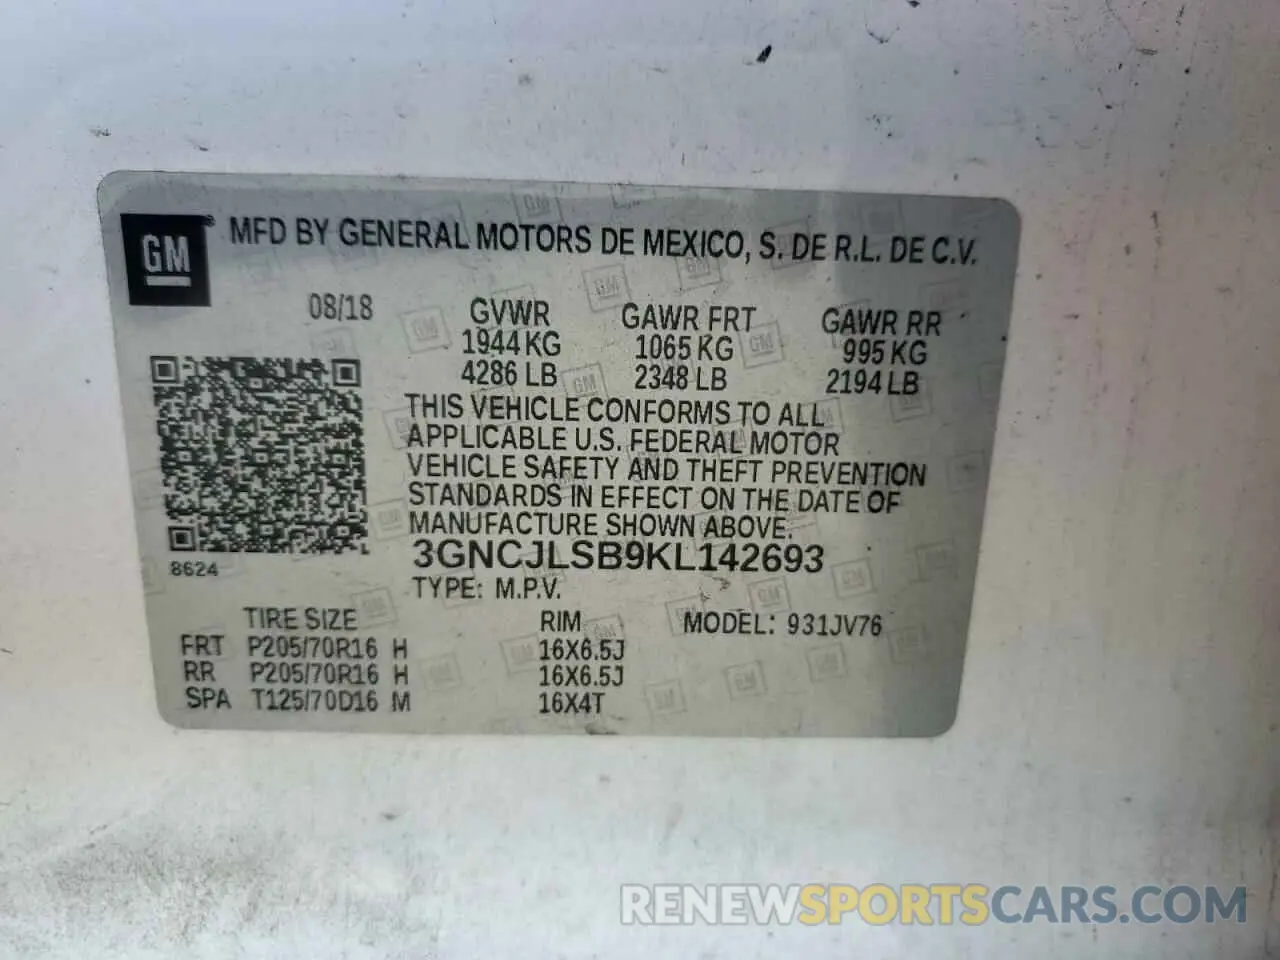 GM® MFD BY GENERAL MOTORS DE MEXICO, S. DE R.L. DE C.V.
08/18 GVWR GAWR FRT GAWR RR
1944 KG 1065 KG 995 KG
4286 LB 2348 LB 2194 LB
THIS VEHICLE CONFORMS TO ALL
APPLICABLE U.S. FEDERAL MOTOR
VEHICLE SAFETY AND THEFT PREVENTION
STANDARDS IN EFFECT ON THE DATE OF
MANUFACTURE SHOWN ABOVE.
3GNCJLSB9KL142693
8624
TYPE: M.P.V.
TIRE SIZE RIM MODEL: 931JV76
FRT P205/70R16 H 16X6.5J
RR P205/70R16 H 16X6.5J
SPA T125/70D16 M 16X4T
RENEWSPORTSCARS.COM